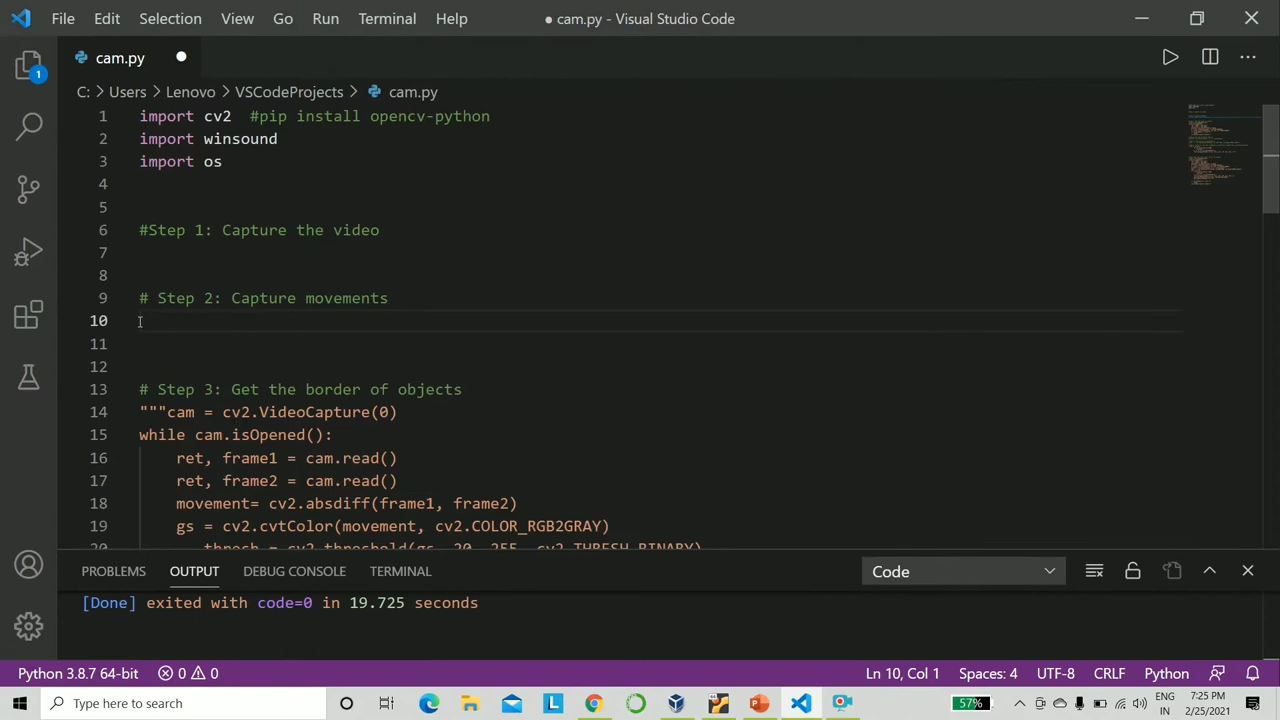 File Edit Selection View Go Run Terminal Help ● cam.py - Visual Studio Code
cam.py
1
C: > Users > Lenovo > VSCodeProjects > cam.py
1 import cv2 #pip install opencv-python
2 import winsound
3 import os
4
5
6 #Step 1: Capture the video
7
8
9 # Step 2: Capture movements
10
11
12
13 # Step 3: Get the border of objects
14 """cam = cv2.VideoCapture(0)
15 while cam.isOpened():
16 ret, frame1 = cam.read()
17 ret, frame2 = cam.read()
18 movement= cv2.absdiff(frame1, frame2)
19 gs = cv2.cvtColor(movement, cv2.COLOR_RGB2GRAY)
20 thresh = cv2.threshold(gs, 20, 255, cv2.THRESH_BINARY)
PROBLEMS OUTPUT DEBUG CONSOLE TERMINAL Code
[Done] exited with code=0 in 19.725 seconds
Python 3.8.7 64-bit 0 0 Ln 10, Col 1 Spaces: 4 UTF-8 CRLF Python
Type here to search L 57% ENG IN 7:25 PM 2/25/2021